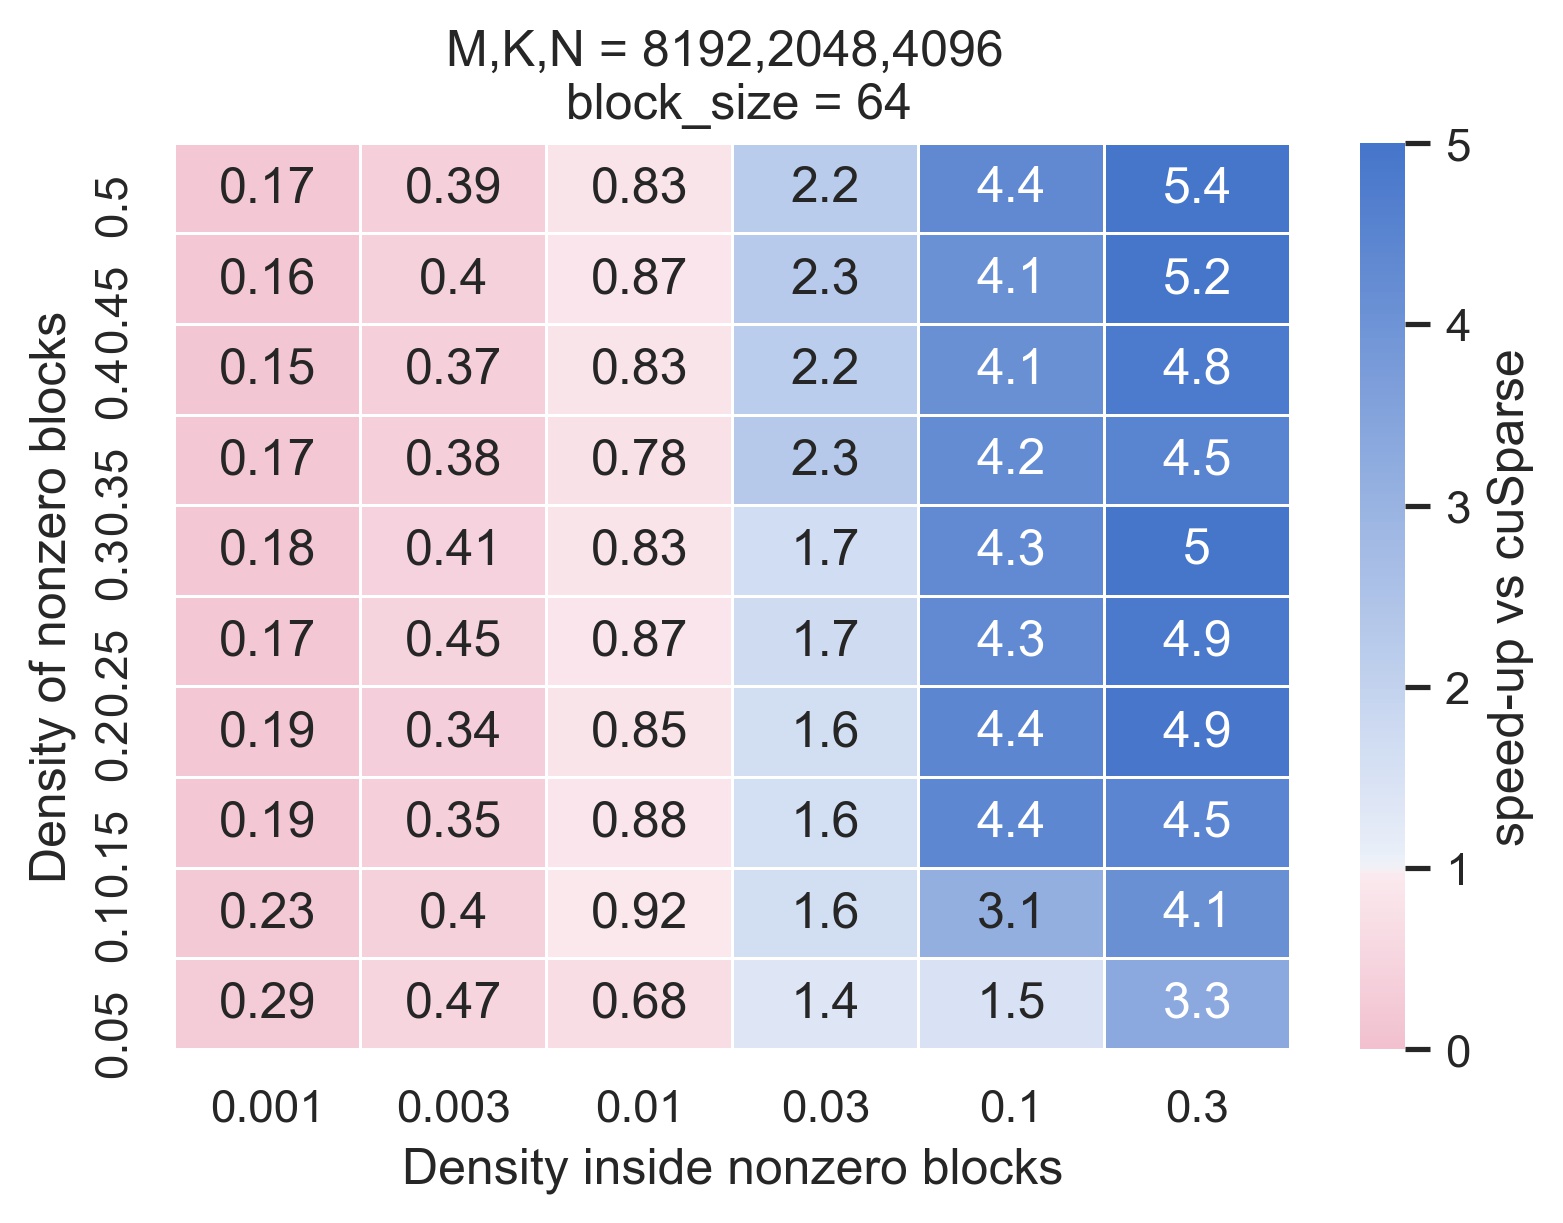 M,K,N = 8192,2048,4096
block_size = 64
Density of nonzero blocks
0.5 0.17 0.39 0.83 2.2 4.4 5.4
0.45 0.16 0.4 0.87 2.3 4.1 5.2
0.4 0.15 0.37 0.83 2.2 4.1 4.8
0.35 0.17 0.38 0.78 2.3 4.2 4.5
0.3 0.18 0.41 0.83 1.7 4.3 5
0.25 0.17 0.45 0.87 1.7 4.3 4.9
0.2 0.19 0.34 0.85 1.6 4.4 4.9
0.15 0.19 0.35 0.88 1.6 4.4 4.5
0.1 0.23 0.4 0.92 1.6 3.1 4.1
0.05 0.29 0.47 0.68 1.4 1.5 3.3
0.001 0.003 0.01 0.03 0.1 0.3
Density inside nonzero blocks
5
4
3
2
1
0
speed-up vs cuSparse